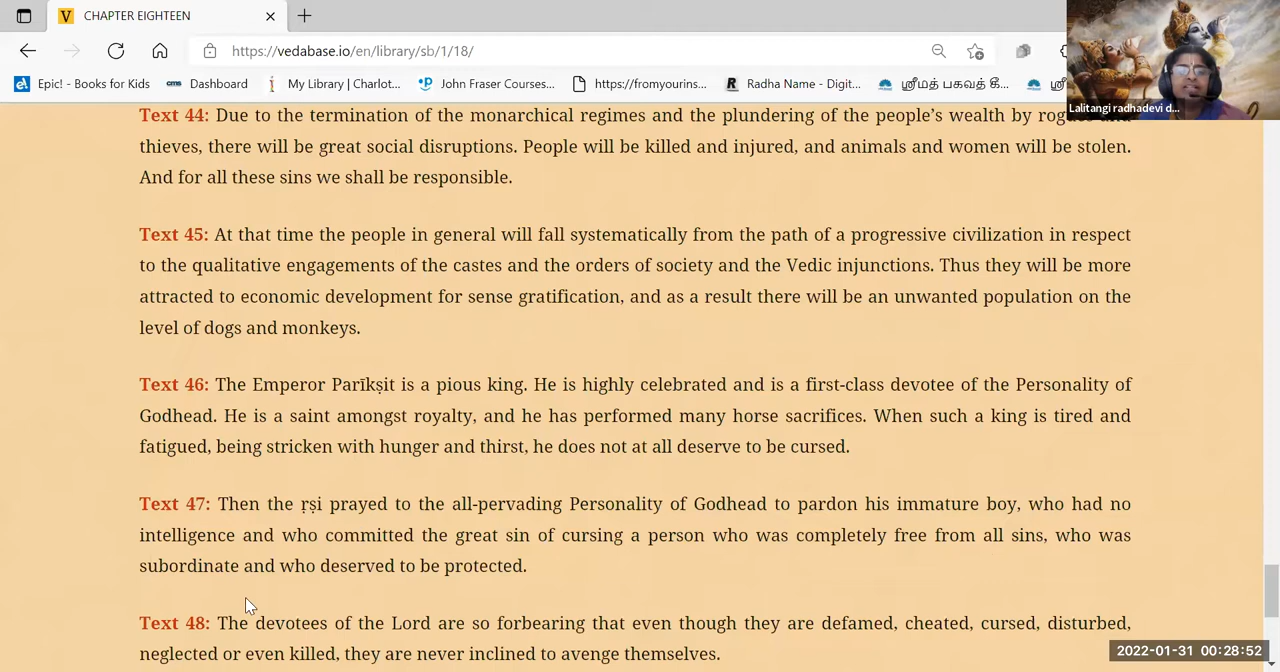 CHAPTER EIGHTEEN
https://vedabase.io/en/library/sb/1/18/
Epic! - Books for Kids
Dashboard
My Library | Charlot...
John Fraser Courses...
https://fromyourins...
Radha Name - Digit...
ஸ்ரீமத் பகவத் கீ...
Lalitangi radhadevi d...
Text 44: Due to the termination of the monarchical regimes and the plundering of the people's wealth by rogues and
thieves, there will be great social disruptions. People will be killed and injured, and animals and women will be stolen.
And for all these sins we shall be responsible.
Text 45: At that time the people in general will fall systematically from the path of a progressive civilization in respect
to the qualitative engagements of the castes and the orders of society and the Vedic injunctions. Thus they will be more
attracted to economic development for sense gratification, and as a result there will be an unwanted population on the
level of dogs and monkeys.
Text 46: The Emperor Parīkṣit is a pious king. He is highly celebrated and is a first-class devotee of the Personality of
Godhead. He is a saint amongst royalty, and he has performed many horse sacrifices. When such a king is tired and
fatigued, being stricken with hunger and thirst, he does not at all deserve to be cursed.
Text 47: Then the ṛṣi prayed to the all-pervading Personality of Godhead to pardon his immature boy, who had no
intelligence and who committed the great sin of cursing a person who was completely free from all sins, who was
subordinate and who deserved to be protected.
Text 48: The devotees of the Lord are so forbearing that even though they are defamed, cheated, cursed, disturbed,
neglected or even killed, they are never inclined to avenge themselves.
2022-01-31 00:28:52